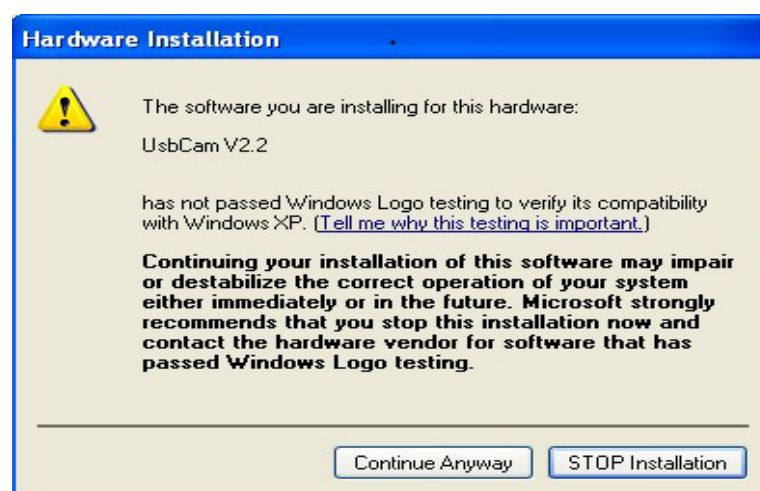 Hardware Installation
The software you are installing for this hardware:
UsbCam V2.2
has not passed Windows Logo testing to verify its compatibility
with Windows XP. (Tell me why this testing is important.)
Continuing your installation of this software may impair
or destabilize the correct operation of your system
either immediately or in the future. Microsoft strongly
recommends that you stop this installation now and
contact the hardware vendor for software that has
passed Windows Logo testing.
Continue Anyway
STOP Installation